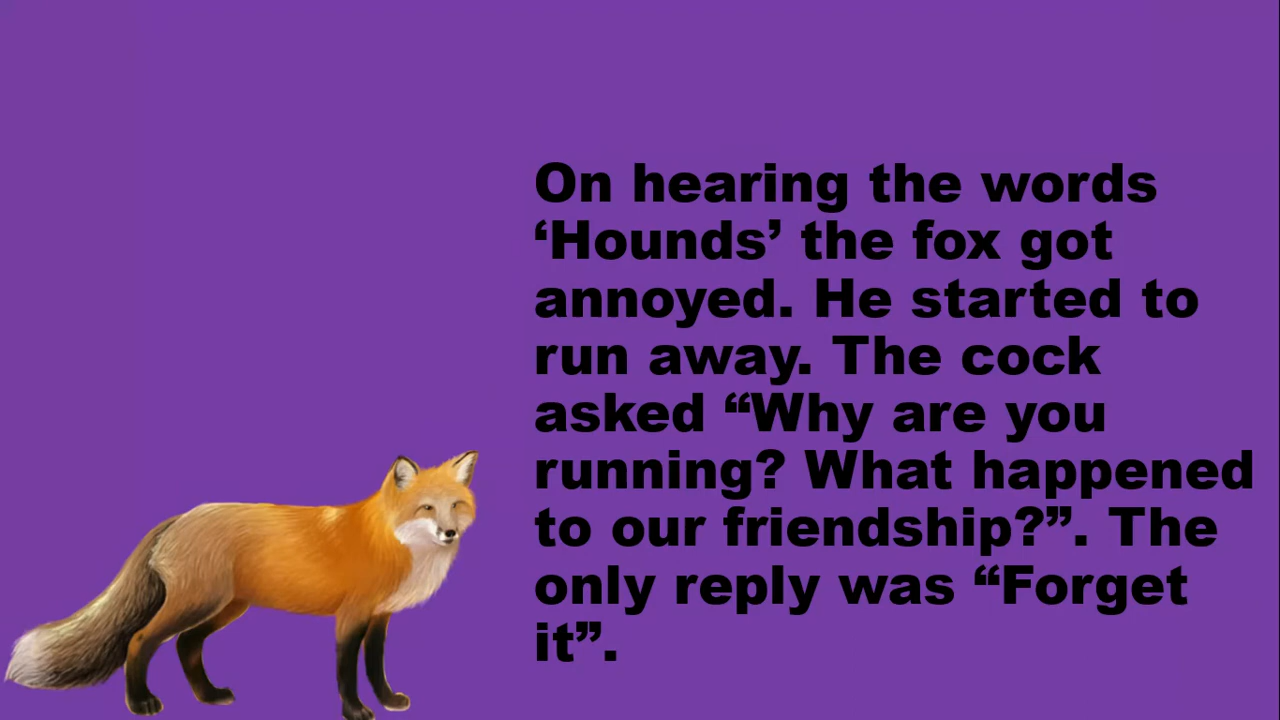 On hearing the words
‘Hounds’ the fox got
annoyed. He started to
run away. The cock
asked “Why are you
running? What happened
to our friendship?”. The
only reply was “Forget
it”.